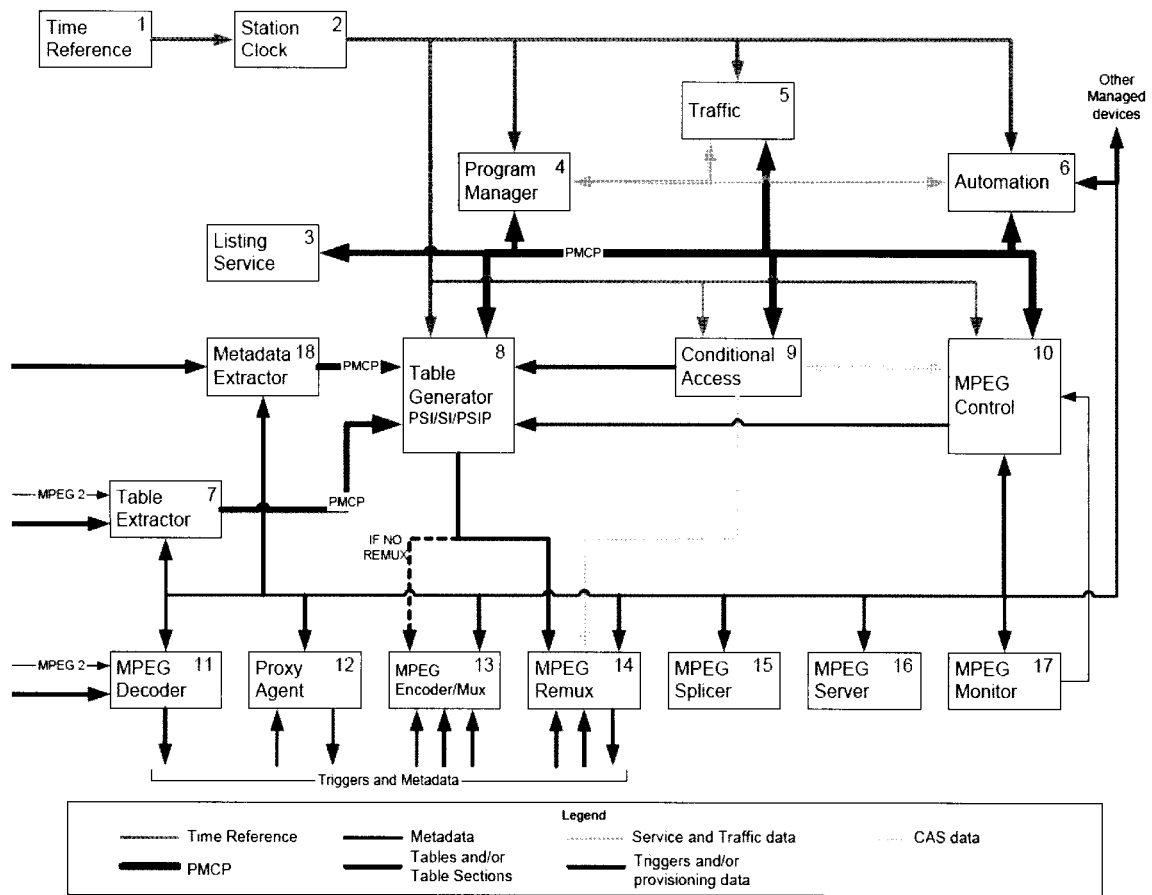 Time
Reference
1
Station
Clock
2
Other
Managed
devices
Traffic
5
Program
Manager
4
Automation
6
Listing
Service
3
PMCP
Metadata
Extractor
18
PMCP
Table
Generator
PSI/SI/PSIP
8
Conditional
Access
9
MPEG
Control
10
MPEG 2
Table
Extractor
7
PMCP
IF NO
REMUX
MPEG 2
MPEG
Decoder
11
Proxy
Agent
12
MPEG
Encoder/Mux
13
MPEG
Remux
14
MPEG
Splicer
15
MPEG
Server
16
MPEG
Monitor
17
Triggers and Metadata
Legend
Time Reference
Metadata
Service and Traffic data
CAS data
PMCP
Tables and/or
Table Sections
Triggers and/or
provisioning data